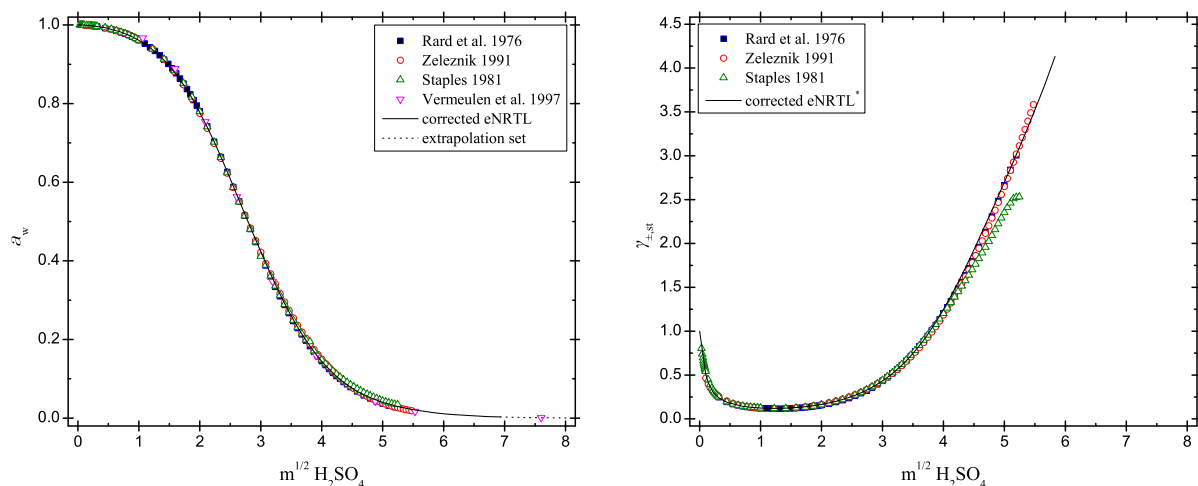 1.0
0.8
0.6
0.4
0.2
0.0
a_w
0 1 2 3 4 5 6 7 8
m^{1/2} H_2SO_4
Rard et al. 1976
Zeleznik 1991
Staples 1981
Vermeulen et al. 1997
corrected eNRTL
extrapolation set
4.5
4.0
3.5
3.0
2.5
2.0
1.5
1.0
0.5
0.0
γ_{±,st}
0 1 2 3 4 5 6 7 8
m^{1/2} H_2SO_4
Rard et al. 1976
Zeleznik 1991
Staples 1981
corrected eNRTL*